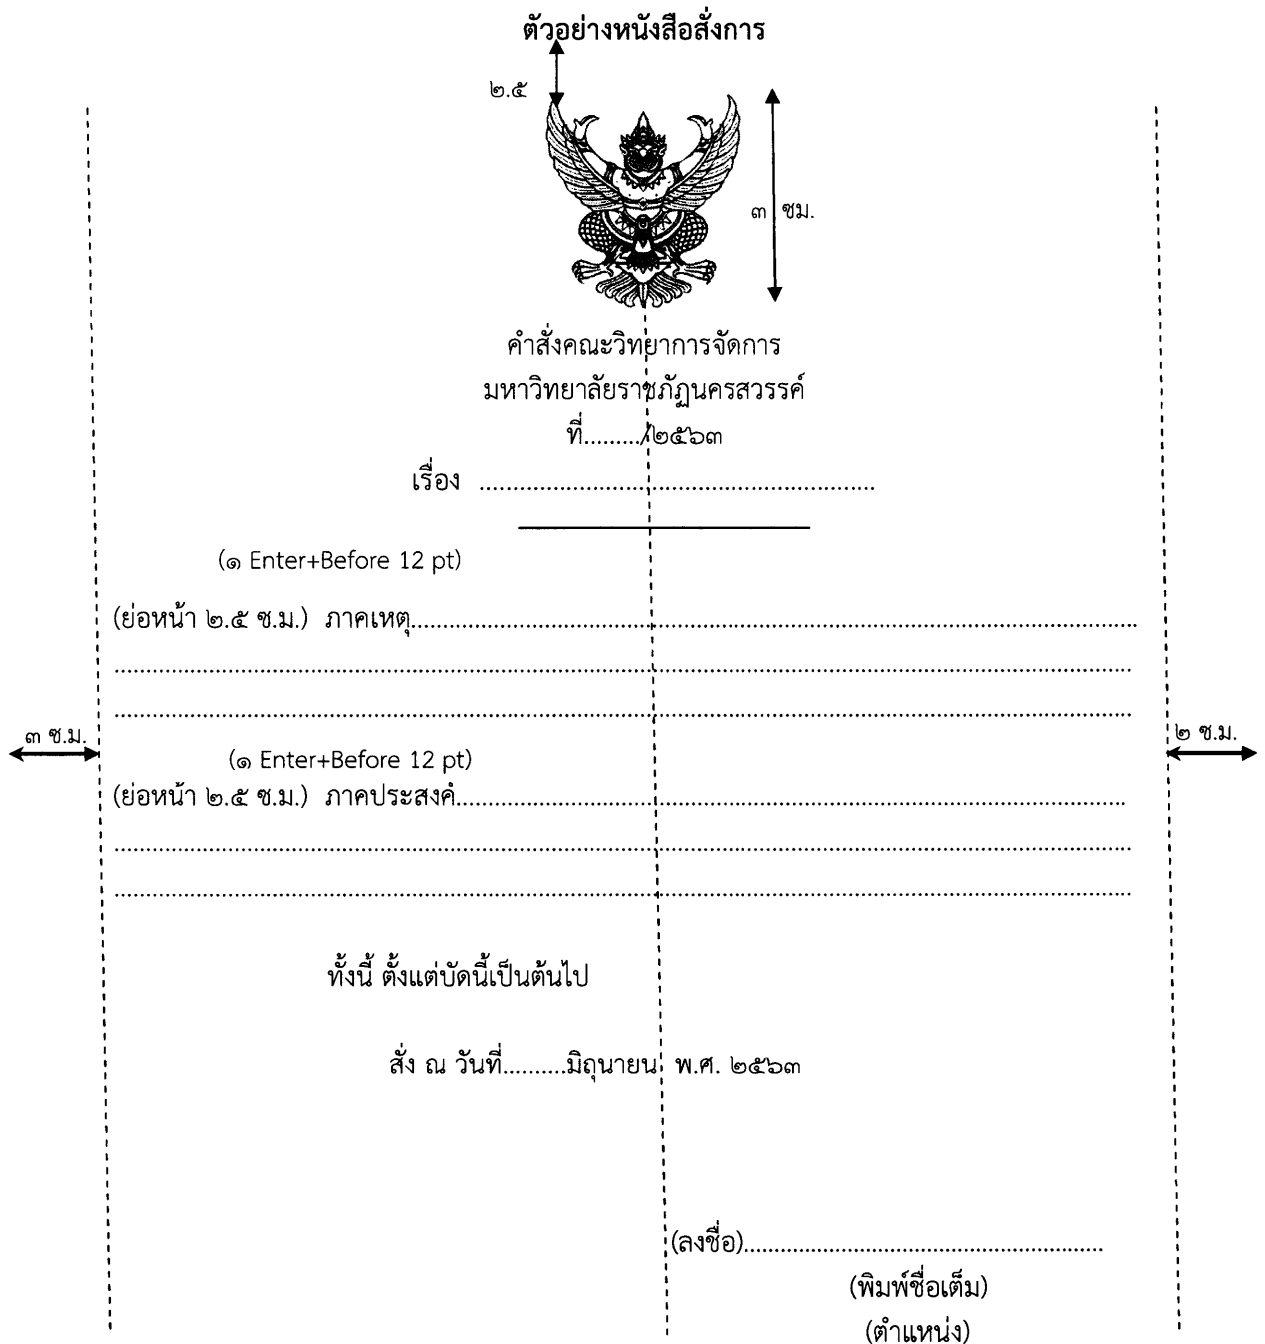 ตัวอย่างหนังสือสั่งการ
๒.๕
๓ ซม.
คำสั่งคณะวิทยาการจัดการ
มหาวิทยาลัยราชภัฏนครสวรรค์
ที่........./๒๕๖๓
เรื่อง ............................................................
(๑ Enter+Before 12 pt)
(ย่อหน้า ๒.๕ ซ.ม.) ภาคเหตุ..............................................................................................................
..............................................................................................................................................................
..............................................................................................................................................................
๓ ซ.ม.
๒ ซ.ม.
(๑ Enter+Before 12 pt)
(ย่อหน้า ๒.๕ ซ.ม.) ภาคประสงค์.......................................................................................................
..............................................................................................................................................................
..............................................................................................................................................................
ทั้งนี้ ตั้งแต่บัดนี้เป็นต้นไป
สั่ง ณ วันที่..........มิถุนายน พ.ศ. ๒๕๖๓
(ลงชื่อ)..........................................................
(พิมพ์ชื่อเต็ม)
(ตำแหน่ง)